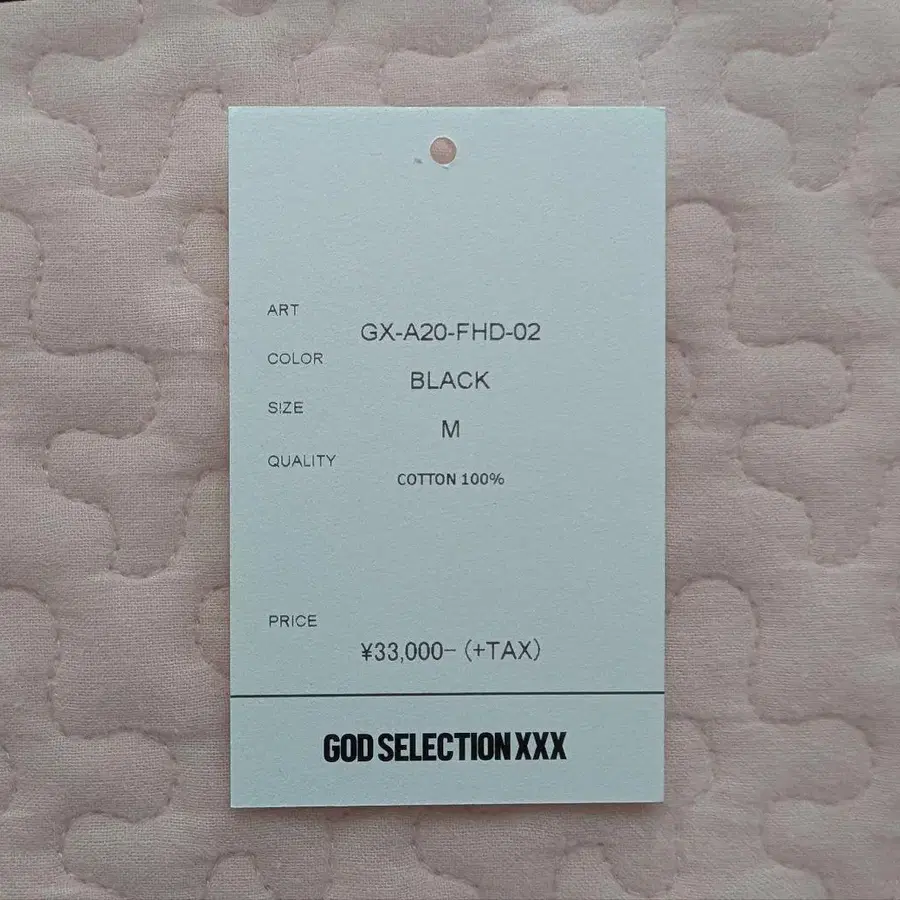 ART
GX-A20-FHD-02
COLOR
BLACK
SIZE
M
QUALITY
COTTON 100%
PRICE
¥33,000- (+TAX)
GOD SELECTION XXX